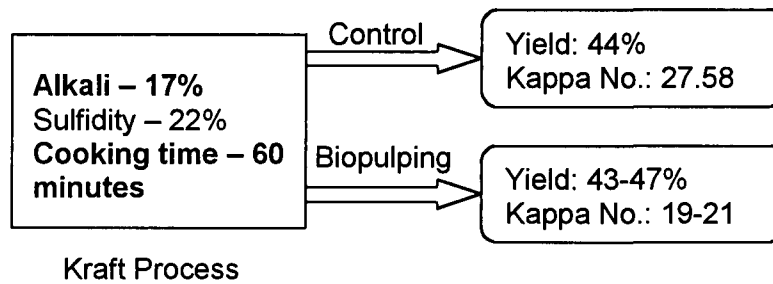 Control
Yield: 44%
Kappa No.: 27.58
Alkali – 17%
Sulfidity – 22%
Cooking time – 60
minutes
Biopulping
Yield: 43-47%
Kappa No.: 19-21
Kraft Process